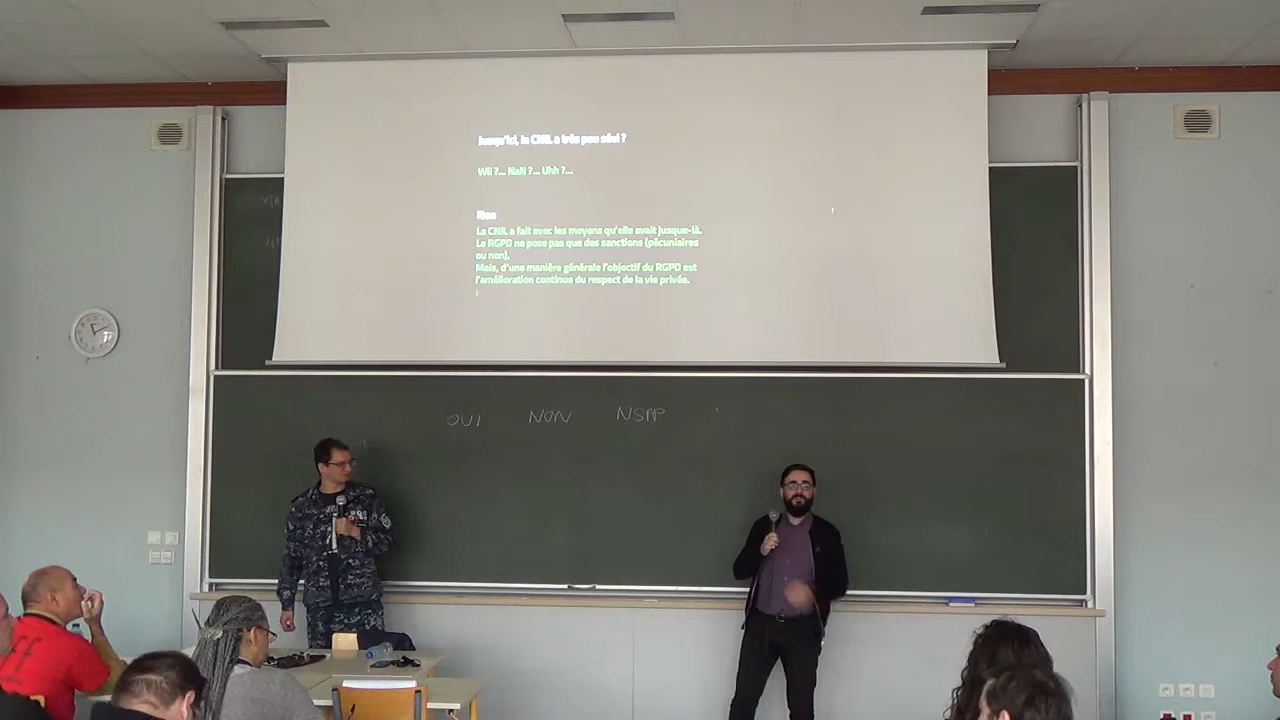 Jusqu'ici, la CNIL a très peu sévi ?
Wii ?... NaN ?... Uhh ?...
Non
La CNIL a fait avec les moyens qu'elle avait jusque-là.
Le RGPD ne pose pas que des sanctions (pécuniaires
ou non),
Mais, d'une manière générale l'objectif du RGPD est
l'amélioration continue du respect de la vie privée.
OUI NON NSPP